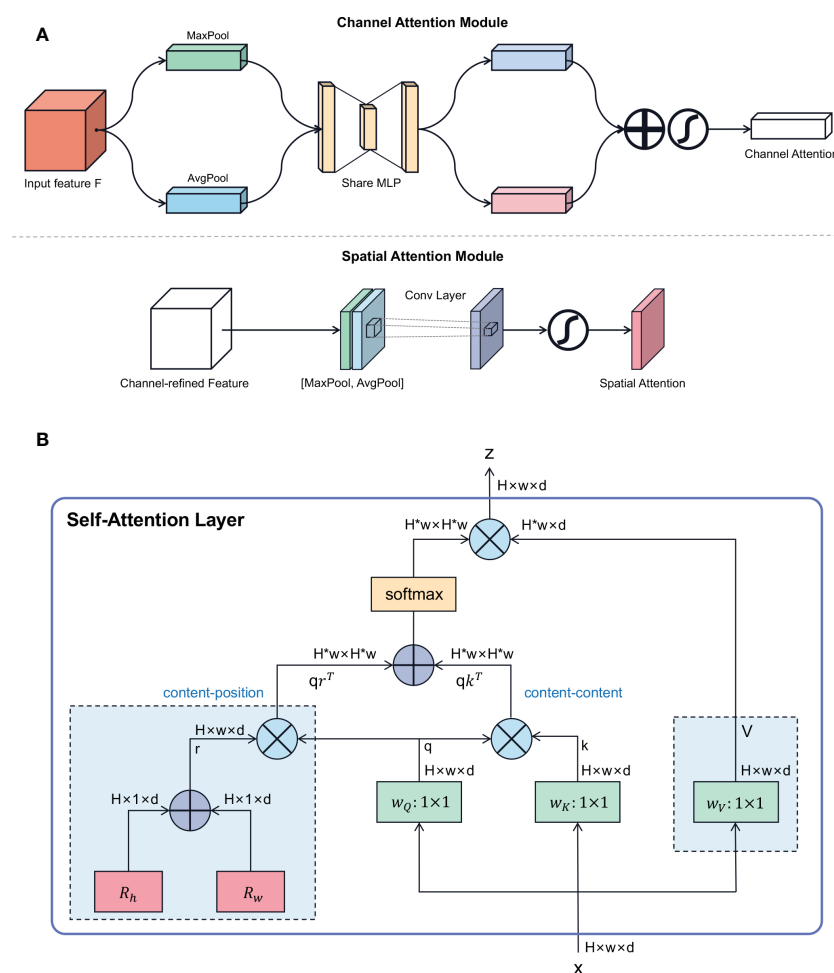 A
Channel Attention Module
MaxPool
Input feature F
AvgPool
Share MLP
Channel Attention
Spatial Attention Module
Conv Layer
Channel-refined Feature
[MaxPool, AvgPool]
Spatial Attention
B
z
H×w×d
Self-Attention Layer
H*w×H*w
H*w×d
softmax
H*w×H*w
H*w×H*w
qr^T
qk^T
content-position
content-content
H×w×d
r
q
k
V
H×w×d
H×w×d
H×w×d
H×1×d
H×1×d
w_Q: 1×1
w_K: 1×1
w_V: 1×1
R_h
R_w
H×w×d
x